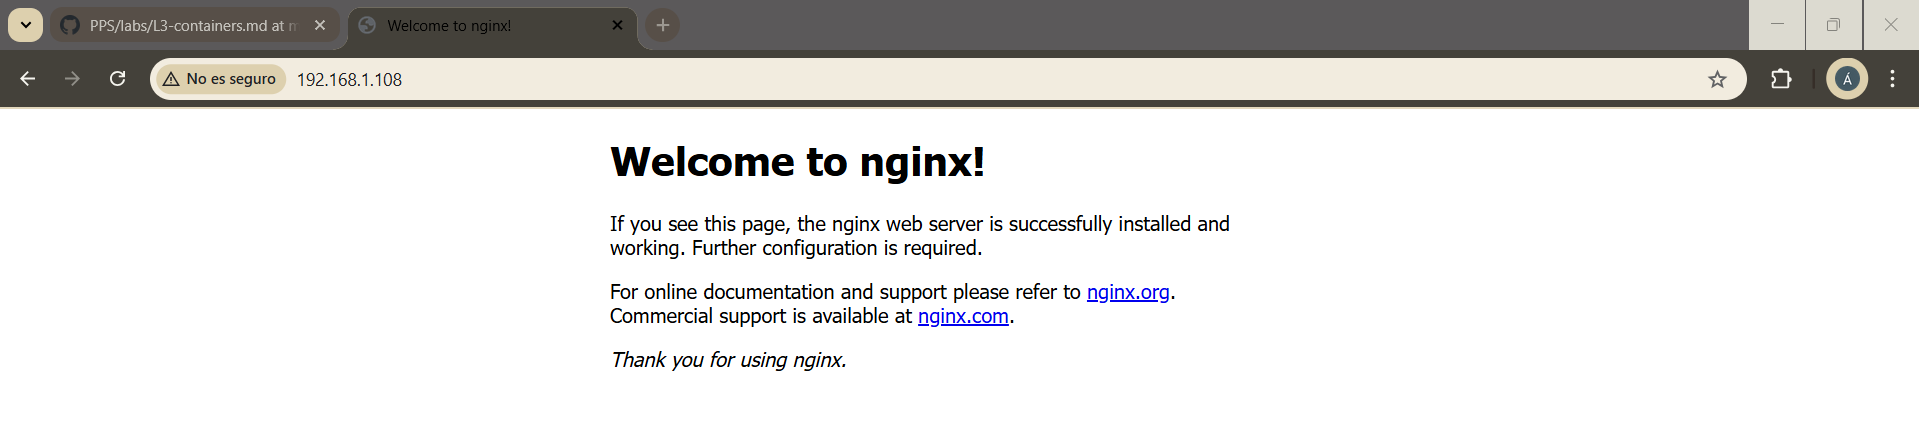 PPS/labs/L3-containers.md at m
Welcome to nginx!
No es seguro
192.168.1.108
Á
Welcome to nginx!
If you see this page, the nginx web server is successfully installed and
working. Further configuration is required.
For online documentation and support please refer to nginx.org.
Commercial support is available at nginx.com.
Thank you for using nginx.